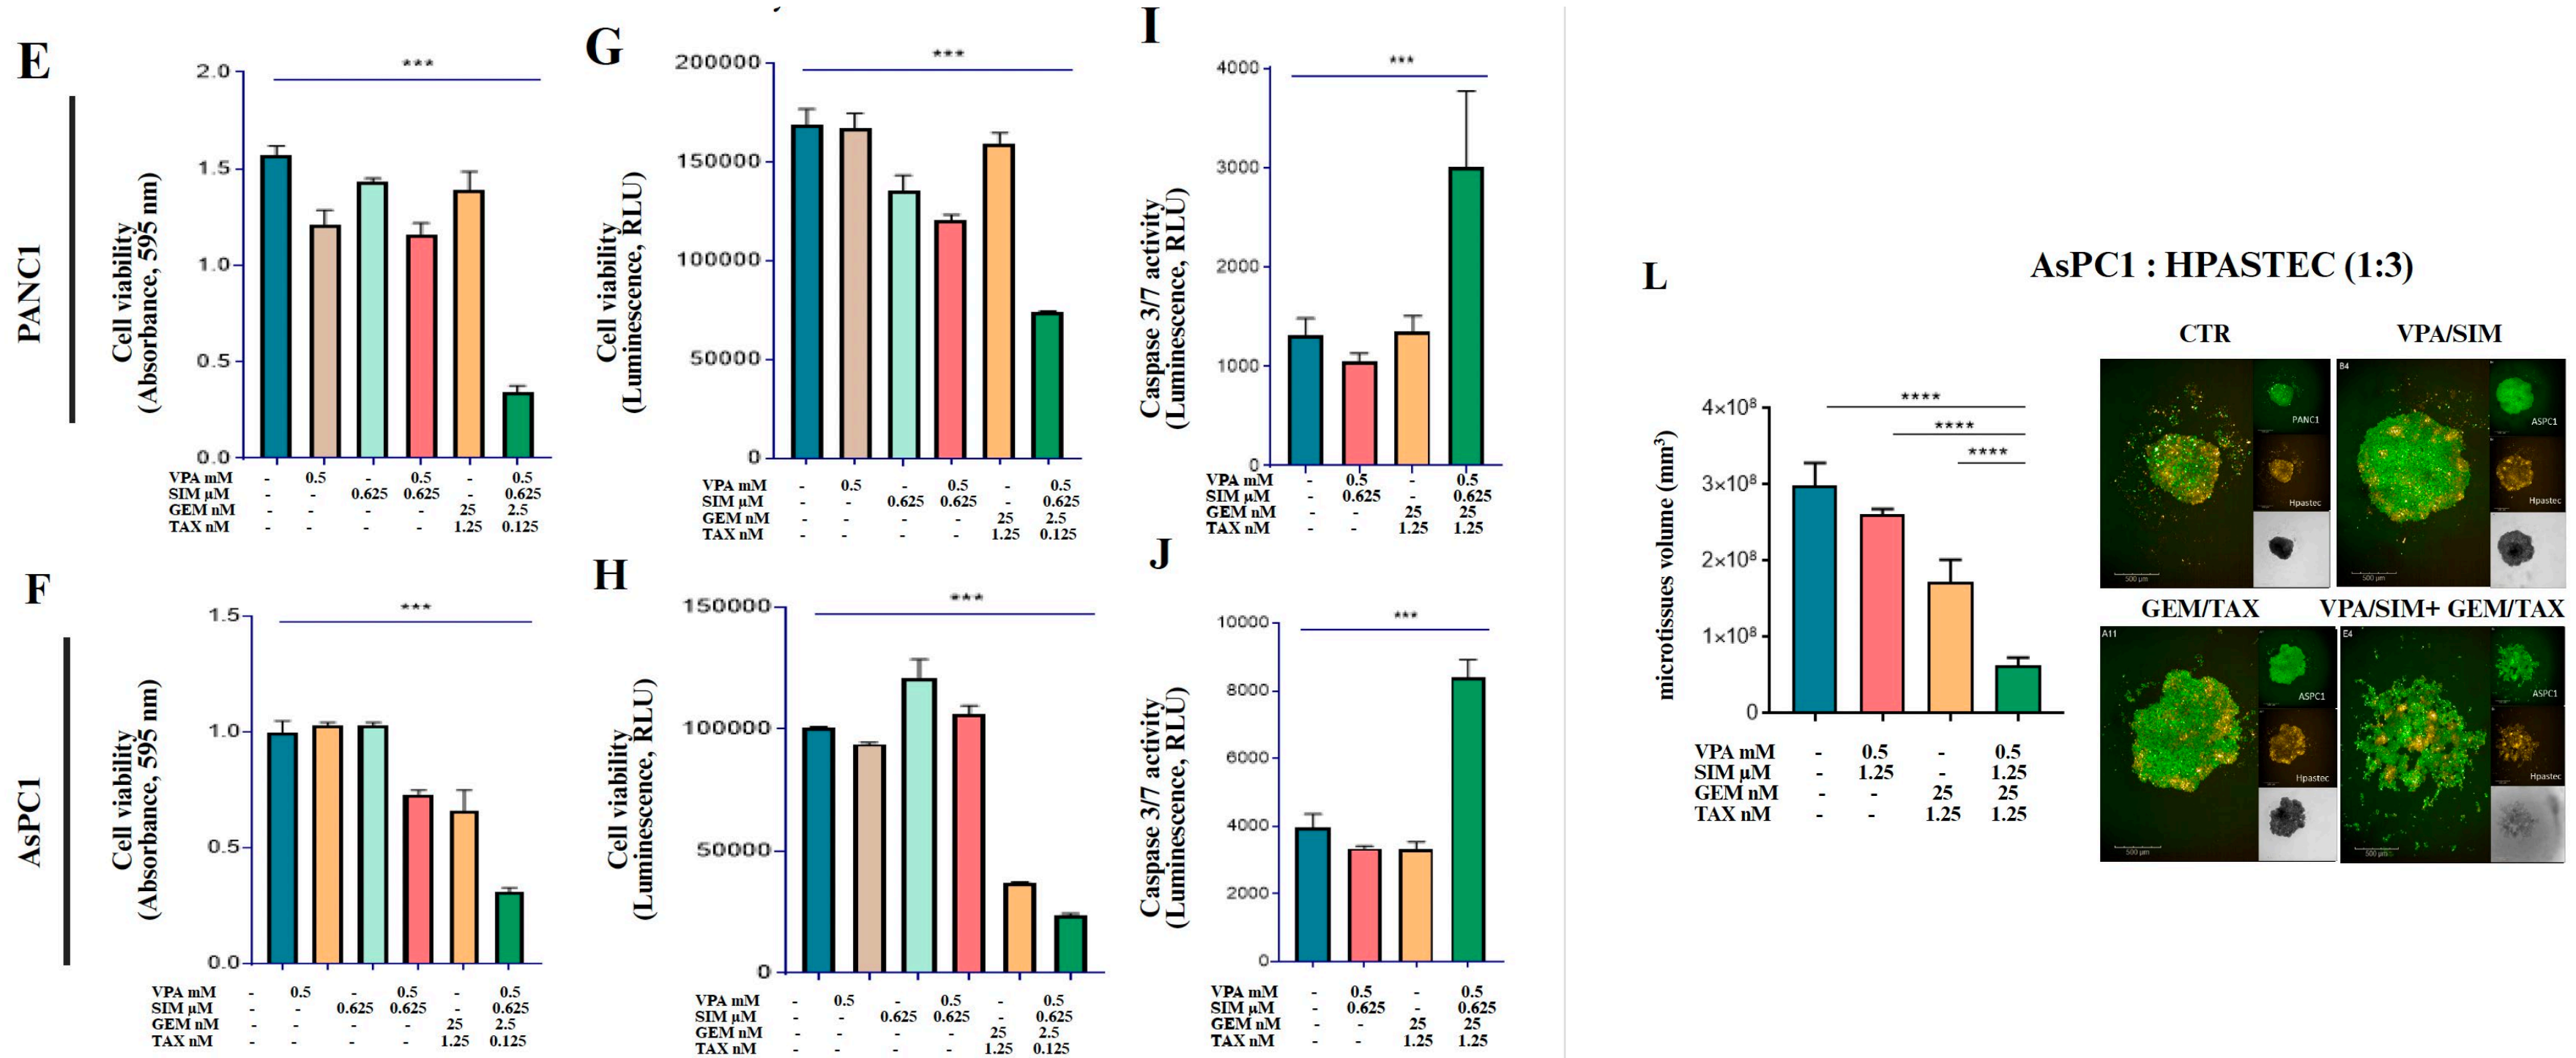 E
PANC1
Cell viability
(Absorbance, 595 nm)
***
2.0
1.5
1.0
0.5
0.0
VPA mM - 0.5 - 0.5 - 0.5
SIM µM - - 0.625 0.625 - 0.625
GEM nM - - - - 25 2.5
TAX nM - - - - 1.25 0.125
G
Cell viability
(Luminescence, RLU)
***
200000
150000
100000
50000
0
VPA mM - 0.5 - 0.5 - 0.5
SIM µM - - 0.625 0.625 - 0.625
GEM nM - - - - 25 2.5
TAX nM - - - - 1.25 0.125
I
Caspase 3/7 activity
(Luminescence, RLU)
***
4000
3000
2000
1000
0
VPA mM - 0.5 - 0.5
SIM µM - 0.625 - 0.625
GEM nM - - 25 25
TAX nM - - 1.25 1.25
F
AsPC1
Cell viability
(Absorbance, 595 nm)
***
1.5
1.0
0.5
0.0
VPA mM - 0.5 - 0.5 - 0.5
SIM µM - - 0.625 0.625 - 0.625
GEM nM - - - - 25 2.5
TAX nM - - - - 1.25 0.125
H
Cell viability
(Luminescence, RLU)
***
150000
100000
50000
0
VPA mM - 0.5 - 0.5 - 0.5
SIM µM - - 0.625 0.625 - 0.625
GEM nM - - - - 25 2.5
TAX nM - - - - 1.25 0.125
J
Caspase 3/7 activity
(Luminescence, RLU)
***
10000
8000
6000
4000
2000
0
VPA mM - 0.5 - 0.5
SIM µM - 0.625 - 0.625
GEM nM - - 25 25
TAX nM - - 1.25 1.25
L
AsPC1 : HPASTEC (1:3)
microtissues volume (mm³)
****
****
****
4×10⁸
3×10⁸
2×10⁸
1×10⁸
0
VPA mM - 0.5 - 0.5
SIM µM - 1.25 - 1.25
GEM nM - - 25 25
TAX nM - - 1.25 1.25
CTR
PANC1
Hpastec
500 µm
VPA/SIM
B4
ASPC1
Hpastec
500 µm
GEM/TAX
A11
ASPC1
Hpastec
500 µm
VPA/SIM+ GEM/TAX
E4
ASPC1
Hpastec
500 µm